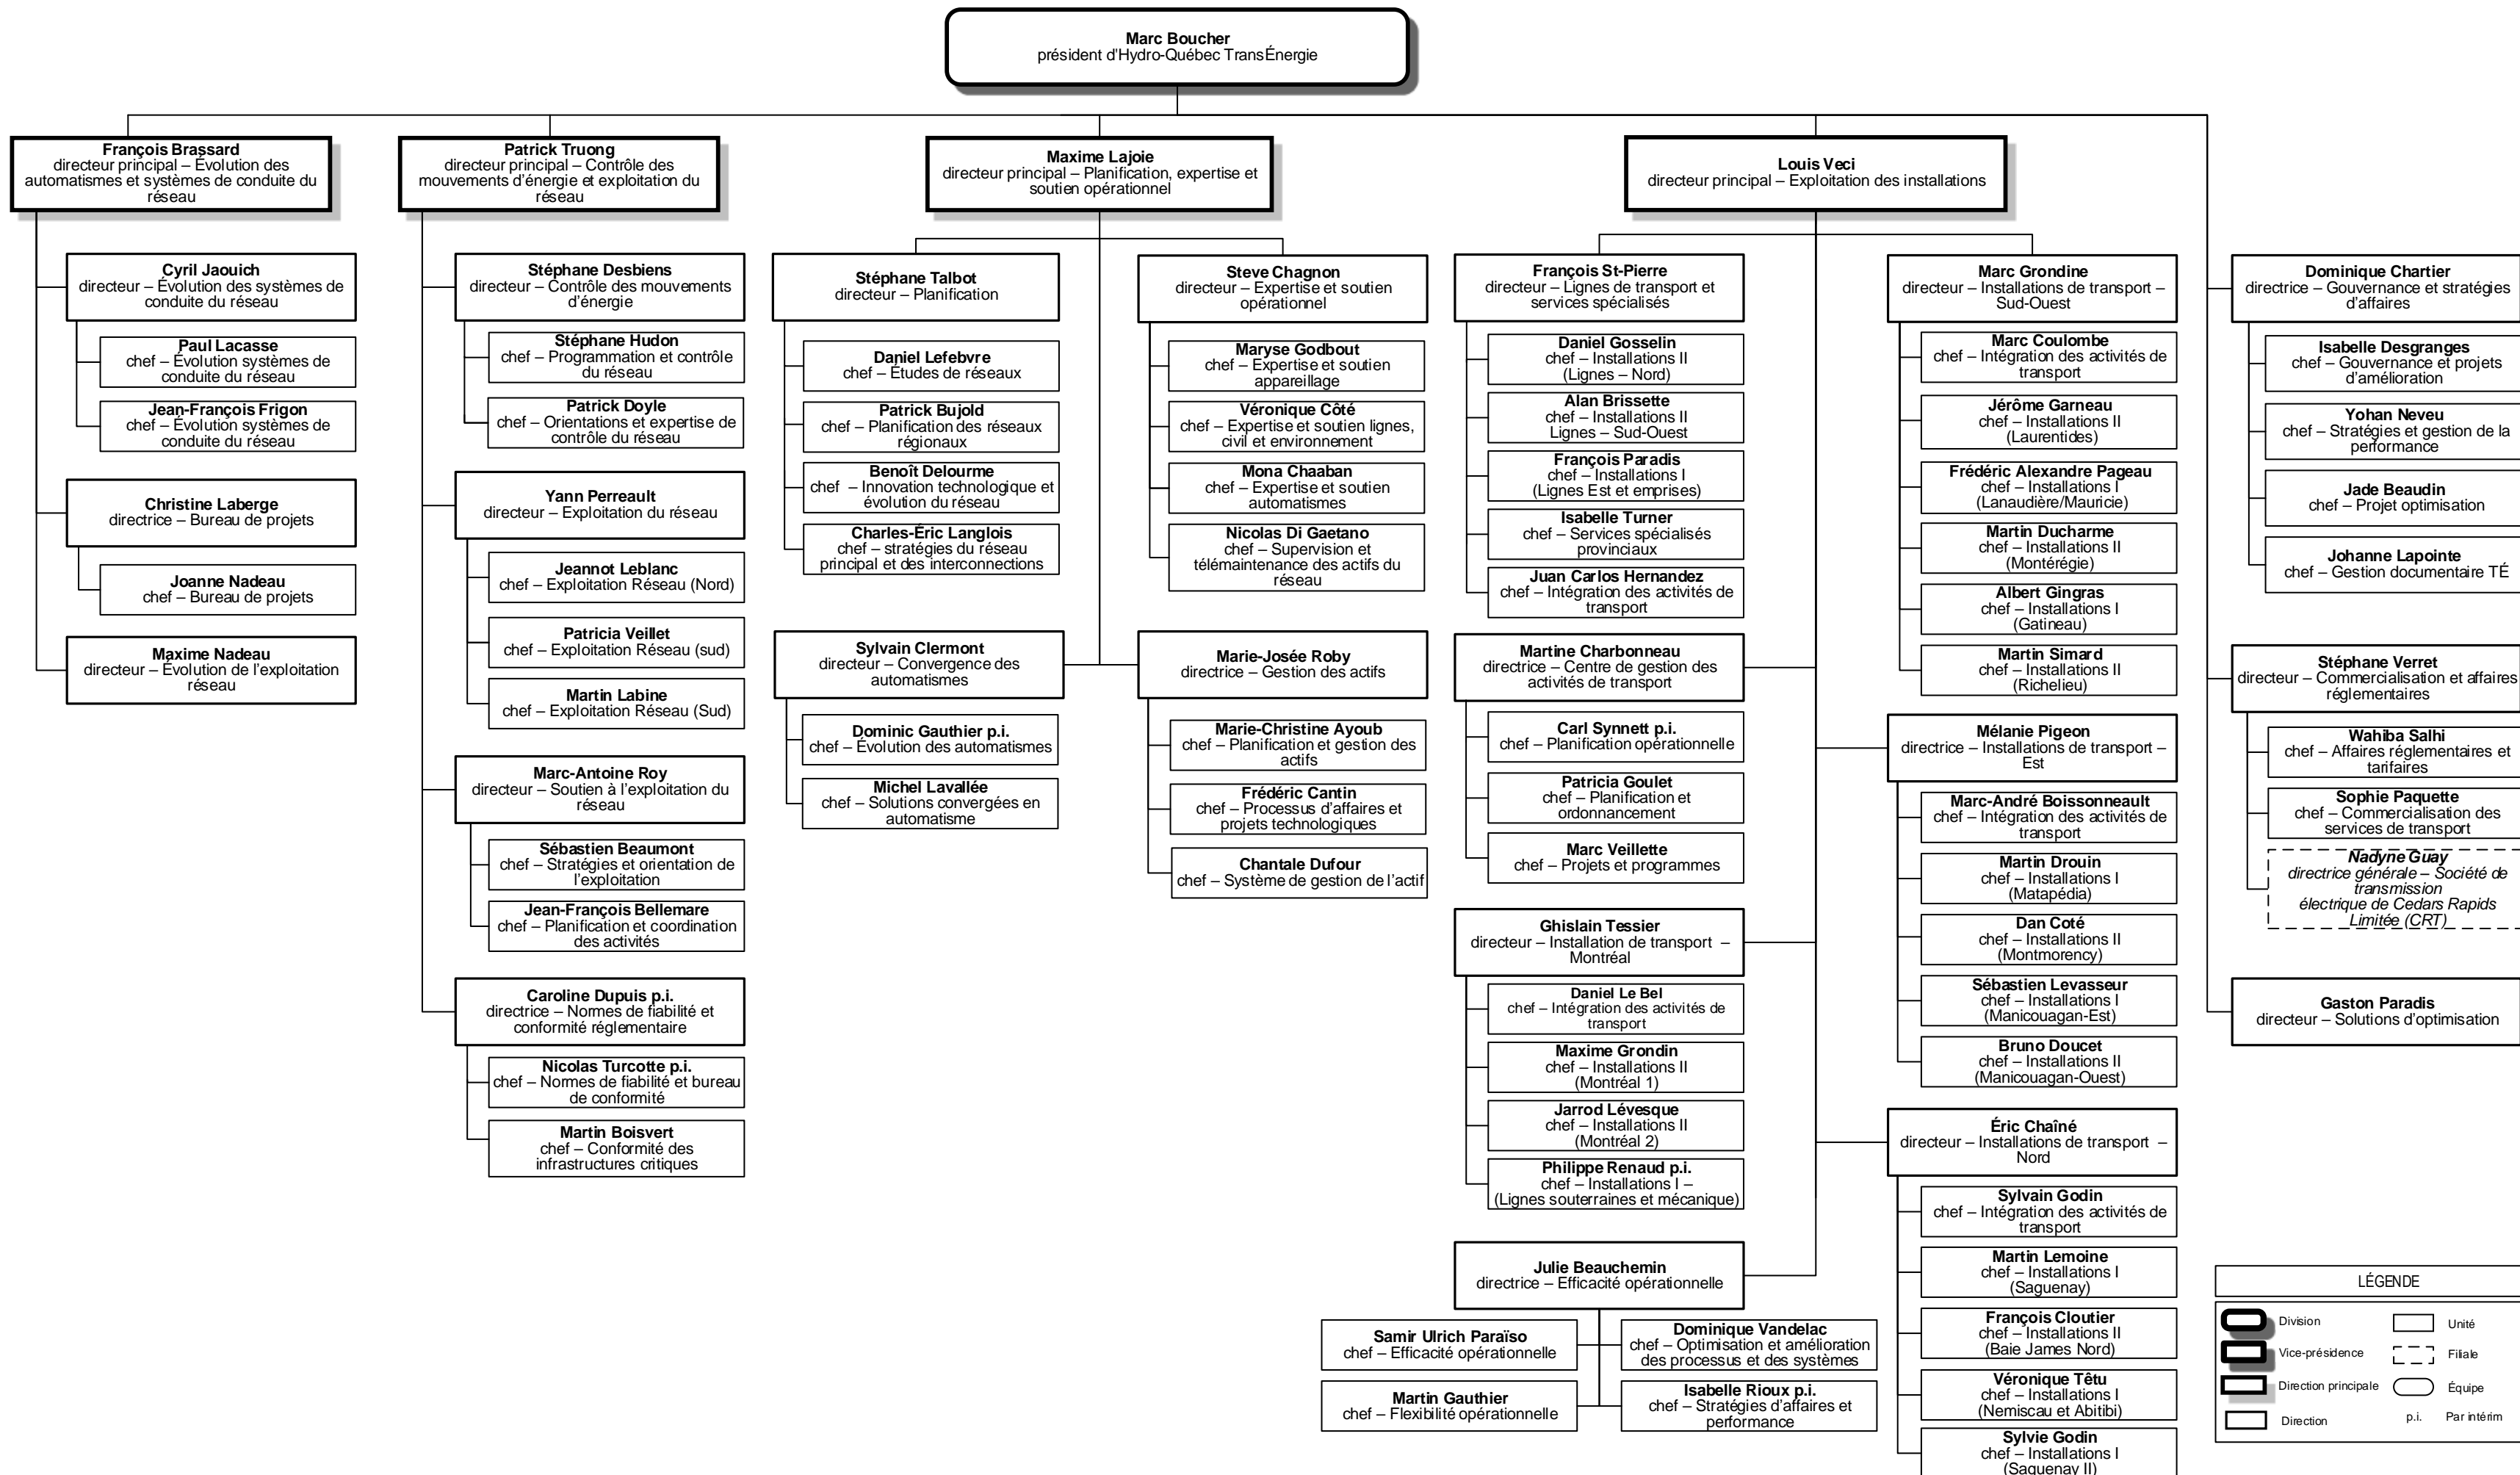 Marc Boucher
président d'Hydro-Québec TransÉnergie
François Brassard
directeur principal – Évolution des
automatismes et systèmes de conduite du
réseau
Cyril Jaouich
directeur – Évolution des systèmes de
conduite du réseau
Paul Lacasse
chef – Évolution systèmes de
conduite du réseau
Jean-François Frigon
chef – Évolution systèmes de
conduite du réseau
Christine Laberge
directrice – Bureau de projets
Joanne Nadeau
chef – Bureau de projets
Maxime Nadeau
directeur – Évolution de l'exploitation
réseau
Patrick Truong
directeur principal – Contrôle des
mouvements d'énergie et exploitation du
réseau
Stéphane Desbiens
directeur – Contrôle des mouvements
d'énergie
Stéphane Hudon
chef – Programmation et contrôle
du réseau
Patrick Doyle
chef – Orientations et expertise de
contrôle du réseau
Yann Perreault
directeur – Exploitation du réseau
Jeannot Leblanc
chef – Exploitation Réseau (Nord)
Patricia Veillet
chef – Exploitation Réseau (sud)
Martin Labine
chef – Exploitation Réseau (Sud)
Marc-Antoine Roy
directeur – Soutien à l'exploitation du
réseau
Sébastien Beaumont
chef – Stratégies et orientation de
l'exploitation
Jean-François Bellemare
chef – Planification et coordination
des activités
Caroline Dupuis p.i.
directrice – Normes de fiabilité et
conformité réglementaire
Nicolas Turcotte p.i.
chef – Normes de fiabilité et bureau
de conformité
Martin Boisvert
chef – Conformité des
infrastructures critiques
Maxime Lajoie
directeur principal – Planification, expertise et
soutien opérationnel
Stéphane Talbot
directeur – Planification
Daniel Lefebvre
chef – Études de réseaux
Patrick Bujold
chef – Planification des réseaux
régionaux
Benoît Delourme
chef – Innovation technologique et
évolution du réseau
Charles-Éric Langlois
chef – stratégies du réseau
principal et des interconnections
Steve Chagnon
directeur – Expertise et soutien
opérationnel
Maryse Godbout
chef – Expertise et soutien
appareillage
Véronique Côté
chef – Expertise et soutien lignes,
civil et environnement
Mona Chaaban
chef – Expertise et soutien
automatismes
Nicolas Di Gaetano
chef – Supervision et
télémaintenance des actifs du
réseau
Sylvain Clermont
directeur – Convergence des
automatismes
Dominic Gauthier p.i.
chef – Évolution des automatismes
Michel Lavallée
chef – Solutions convergées en
automatisme
Marie-Josée Roby
directrice – Gestion des actifs
Marie-Christine Ayoub
chef – Planification et gestion des
actifs
Frédéric Cantin
chef – Processus d'affaires et
projets technologiques
Chantale Dufour
chef – Système de gestion de l'actif
Louis Veci
directeur principal – Exploitation des installations
François St-Pierre
directeur – Lignes de transport et
services spécialisés
Daniel Gosselin
chef – Installations II
(Lignes – Nord)
Alan Brissette
chef – Installations II
Lignes – Sud-Ouest
François Paradis
chef – Installations I
(Lignes Est et emprises)
Isabelle Turner
chef – Services spécialisés
provinciaux
Juan Carlos Hernandez
chef – Intégration des activités de
transport
Martine Charbonneau
directrice – Centre de gestion des
activités de transport
Carl Synnett p.i.
chef – Planification opérationnelle
Patricia Goulet
chef – Planification et
ordonnancement
Marc Veillette
chef – Projets et programmes
Ghislain Tessier
directeur – Installation de transport –
Montréal
Daniel Le Bel
chef – Intégration des activités de
transport
Maxime Grondin
chef – Installations II
(Montréal 1)
Jarrod Lévesque
chef – Installations II
(Montréal 2)
Philippe Renaud p.i.
chef – Installations I –
(Lignes souterraines et mécanique)
Julie Beauchemin
directrice – Efficacité opérationnelle
Samir Ulrich Paraïso
chef – Efficacité opérationnelle
Dominique Vandelac
chef – Optimisation et amélioration
des processus et des systèmes
Martin Gauthier
chef – Flexibilité opérationnelle
Isabelle Rioux p.i.
chef – Stratégies d'affaires et
performance
Marc Grondine
directeur – Installations de transport –
Sud-Ouest
Marc Coulombe
chef – Intégration des activités de
transport
Jérôme Garneau
chef – Installations II
(Laurentides)
Frédéric Alexandre Pageau
chef – Installations I
(Lanaudière/Mauricie)
Martin Ducharme
chef – Installations II
(Montérégie)
Albert Gingras
chef – Installations I
(Gatineau)
Martin Simard
chef – Installations II
(Richelieu)
Mélanie Pigeon
directrice – Installations de transport –
Est
Marc-André Boissonneault
chef – Intégration des activités de
transport
Martin Drouin
chef – Installations I
(Matapédia)
Dan Coté
chef – Installations II
(Montmorency)
Sébastien Levasseur
chef – Installations I
(Manicouagan-Est)
Bruno Doucet
chef – Installations II
(Manicouagan-Ouest)
Éric Chaîné
directeur – Installations de transport –
Nord
Sylvain Godin
chef – Intégration des activités de
transport
Martin Lemoine
chef – Installations I
(Saguenay)
François Cloutier
chef – Installations II
(Baie James Nord)
Véronique Têtu
chef – Installations I
(Nemiscau et Abitibi)
Sylvie Godin
chef – Installations I
(Saguenay II)
Dominique Chartier
directrice – Gouvernance et stratégies
d'affaires
Isabelle Desgranges
chef – Gouvernance et projets
d'amélioration
Yohan Neveu
chef – Stratégies et gestion de la
performance
Jade Beaudin
chef – Projet optimisation
Johanne Lapointe
chef – Gestion documentaire TÉ
Stéphane Verret
directeur – Commercialisation et affaires
réglementaires
Wahiba Salhi
chef – Affaires réglementaires et
tarifaires
Sophie Paquette
chef – Commercialisation des
services de transport
Nadyne Guay
directrice générale – Société de
transmission
électrique de Cedars Rapids
Limitée (CRT)
Gaston Paradis
directeur – Solutions d'optimisation
LÉGENDE
Division
Unité
Vice-présidence
Filiale
Direction principale
Équipe
Direction
p.i. Par intérim